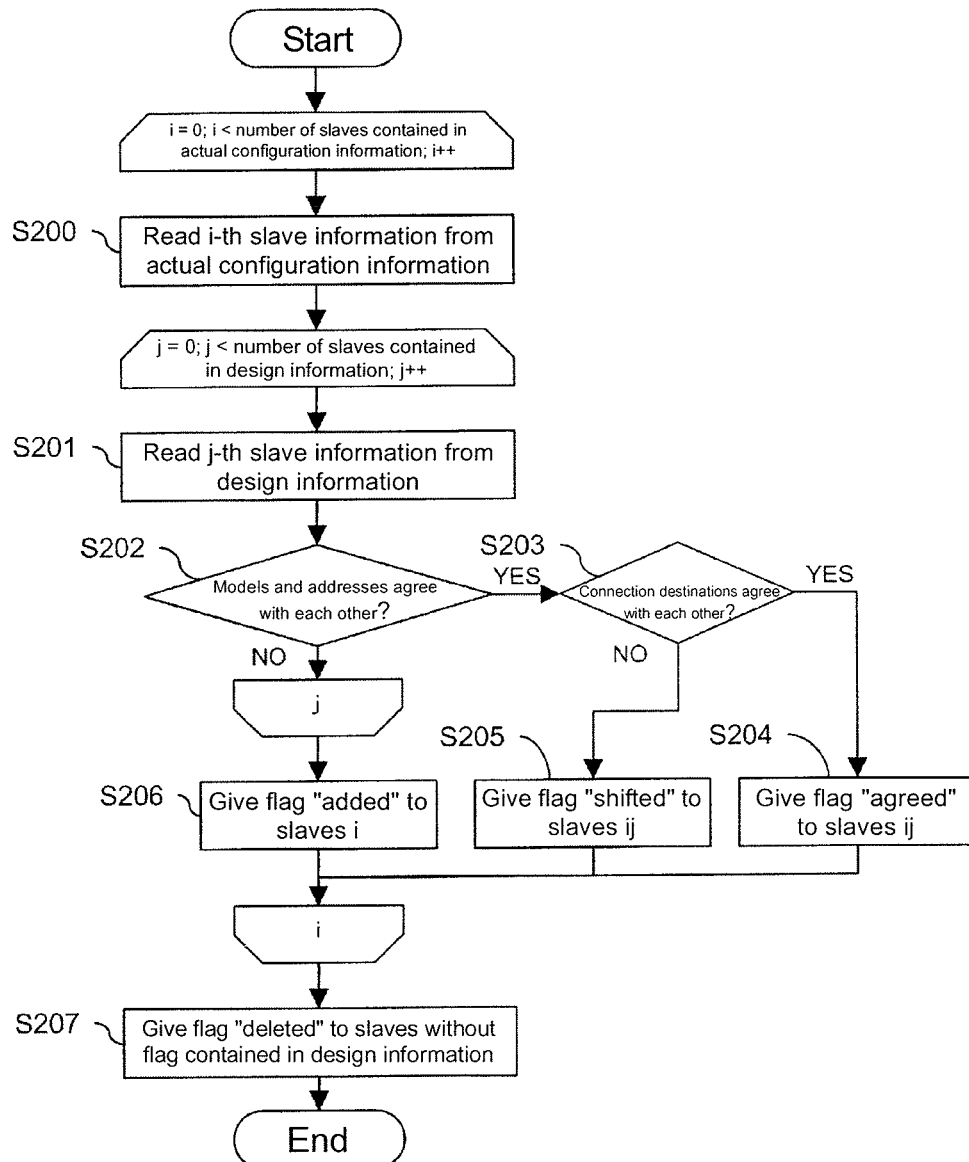 Start
i = 0; i < number of slaves contained in
actual configuration information; i++
S200
Read i-th slave information from
actual configuration information
j = 0; j < number of slaves contained
in design information; j++
S201
Read j-th slave information from
design information
S202
Models and addresses agree
with each other?
YES
NO
S203
Connection destinations agree
with each other?
YES
NO
j
S206
Give flag "added" to
slaves i
S205
Give flag "shifted" to
slaves ij
S204
Give flag "agreed"
to slaves ij
i
S207
Give flag "deleted" to slaves without
flag contained in design information
End